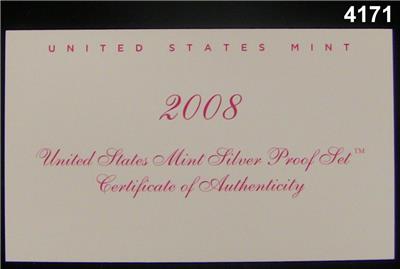 4171
UNITED STATES MINT
2008
United States Mint Silver Proof Set™
Certificate of Authenticity